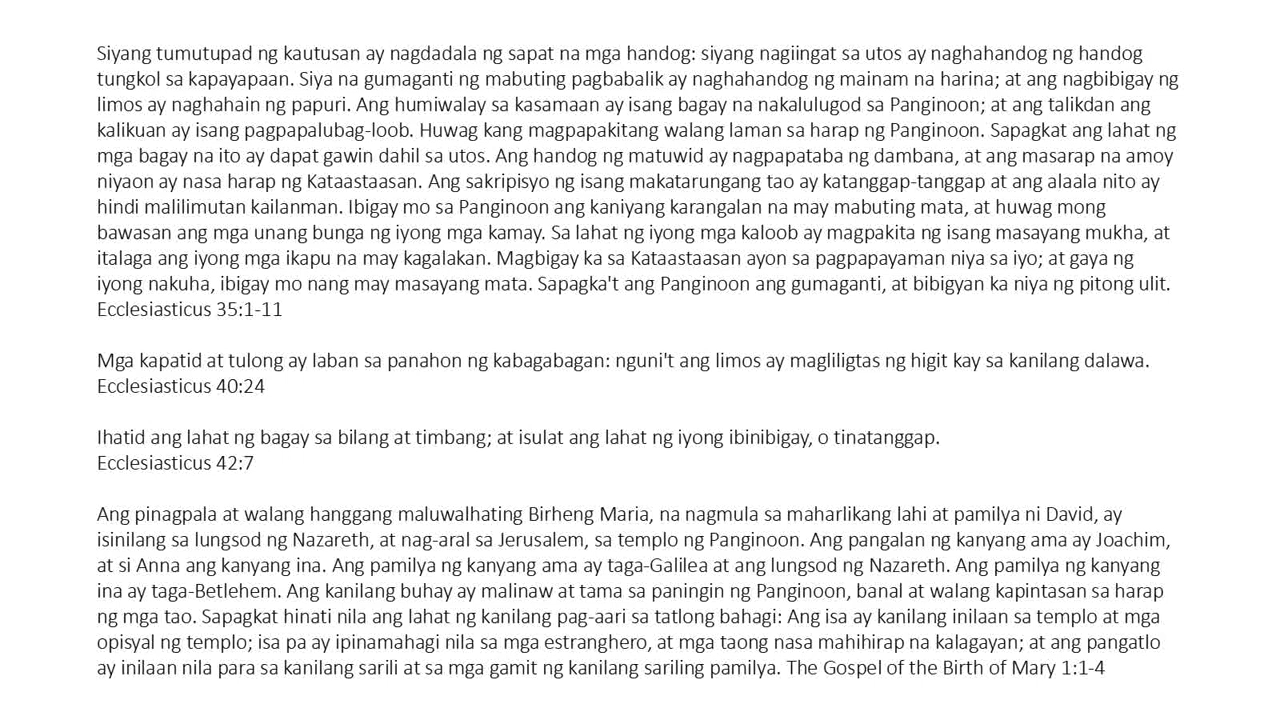 Siyang tumutupad ng kautusan ay nagdadala ng sapat na mga handog: siyang nagiingat sa utos ay naghahandog ng handog
tungkol sa kapayapaan. Siya na gumaganti ng mabuting pagbabalik ay naghahandog ng mainam na harina; at ang nagbibigay ng
limos ay naghahain ng papuri. Ang humiwalay sa kasamaan ay isang bagay na nakalulugod sa Panginoon; at ang talikdan ang
kalikuan ay isang pagpapalubag-loob. Huwag kang magpapakitang walang laman sa harap ng Panginoon. Sapagkat ang lahat ng
mga bagay na ito ay dapat gawin dahil sa utos. Ang handog ng matuwid ay nagpapataba ng dambana, at ang masarap na amoy
niyaon ay nasa harap ng Kataastaasan. Ang sakripisyo ng isang makatarungang tao ay katanggap-tanggap at ang alaala nito ay
hindi malilimutan kailanman. Ibigay mo sa Panginoon ang kaniyang karangalan na may mabuting mata, at huwag mong
bawasan ang mga unang bunga ng iyong mga kamay. Sa lahat ng iyong mga kaloob ay magpakita ng isang masayang mukha, at
italaga ang iyong mga ikapu na may kagalakan. Magbigay ka sa Kataastaasan ayon sa pagpapayaman niya sa iyo; at gaya ng
iyong nakuha, ibigay mo nang may masayang mata. Sapagka't ang Panginoon ang gumaganti, at bibigyan ka niya ng pitong ulit.
Ecclesiasticus 35:1-11
Mga kapatid at tulong ay laban sa panahon ng kabagabagan: nguni't ang limos ay magliligtas ng higit kay sa kanilang dalawa.
Ecclesiasticus 40:24
Ihatid ang lahat ng bagay sa bilang at timbang; at isulat ang lahat ng iyong ibinibigay, o tinatanggap.
Ecclesiasticus 42:7
Ang pinagpala at walang hanggang maluwalhating Birheng Maria, na nagmula sa maharlikang lahi at pamilya ni David, ay
isinilang sa lungsod ng Nazareth, at nag-aral sa Jerusalem, sa templo ng Panginoon. Ang pangalan ng kanyang ama ay Joachim,
at si Anna ang kanyang ina. Ang pamilya ng kanyang ama ay taga-Galilea at ang lungsod ng Nazareth. Ang pamilya ng kanyang
ina ay taga-Betlehem. Ang kanilang buhay ay malinaw at tama sa paningin ng Panginoon, banal at walang kapintasan sa harap
ng mga tao. Sapagkat hinati nila ang lahat ng kanilang pag-aari sa tatlong bahagi: Ang isa ay kanilang inilaan sa templo at mga
opisyal ng templo; isa pa ay ipinamahagi nila sa mga estranghero, at mga taong nasa mahihirap na kalagayan; at ang pangatlo
ay inilaan nila para sa kanilang sarili at sa mga gamit ng kanilang sariling pamilya. The Gospel of the Birth of Mary 1:1-4